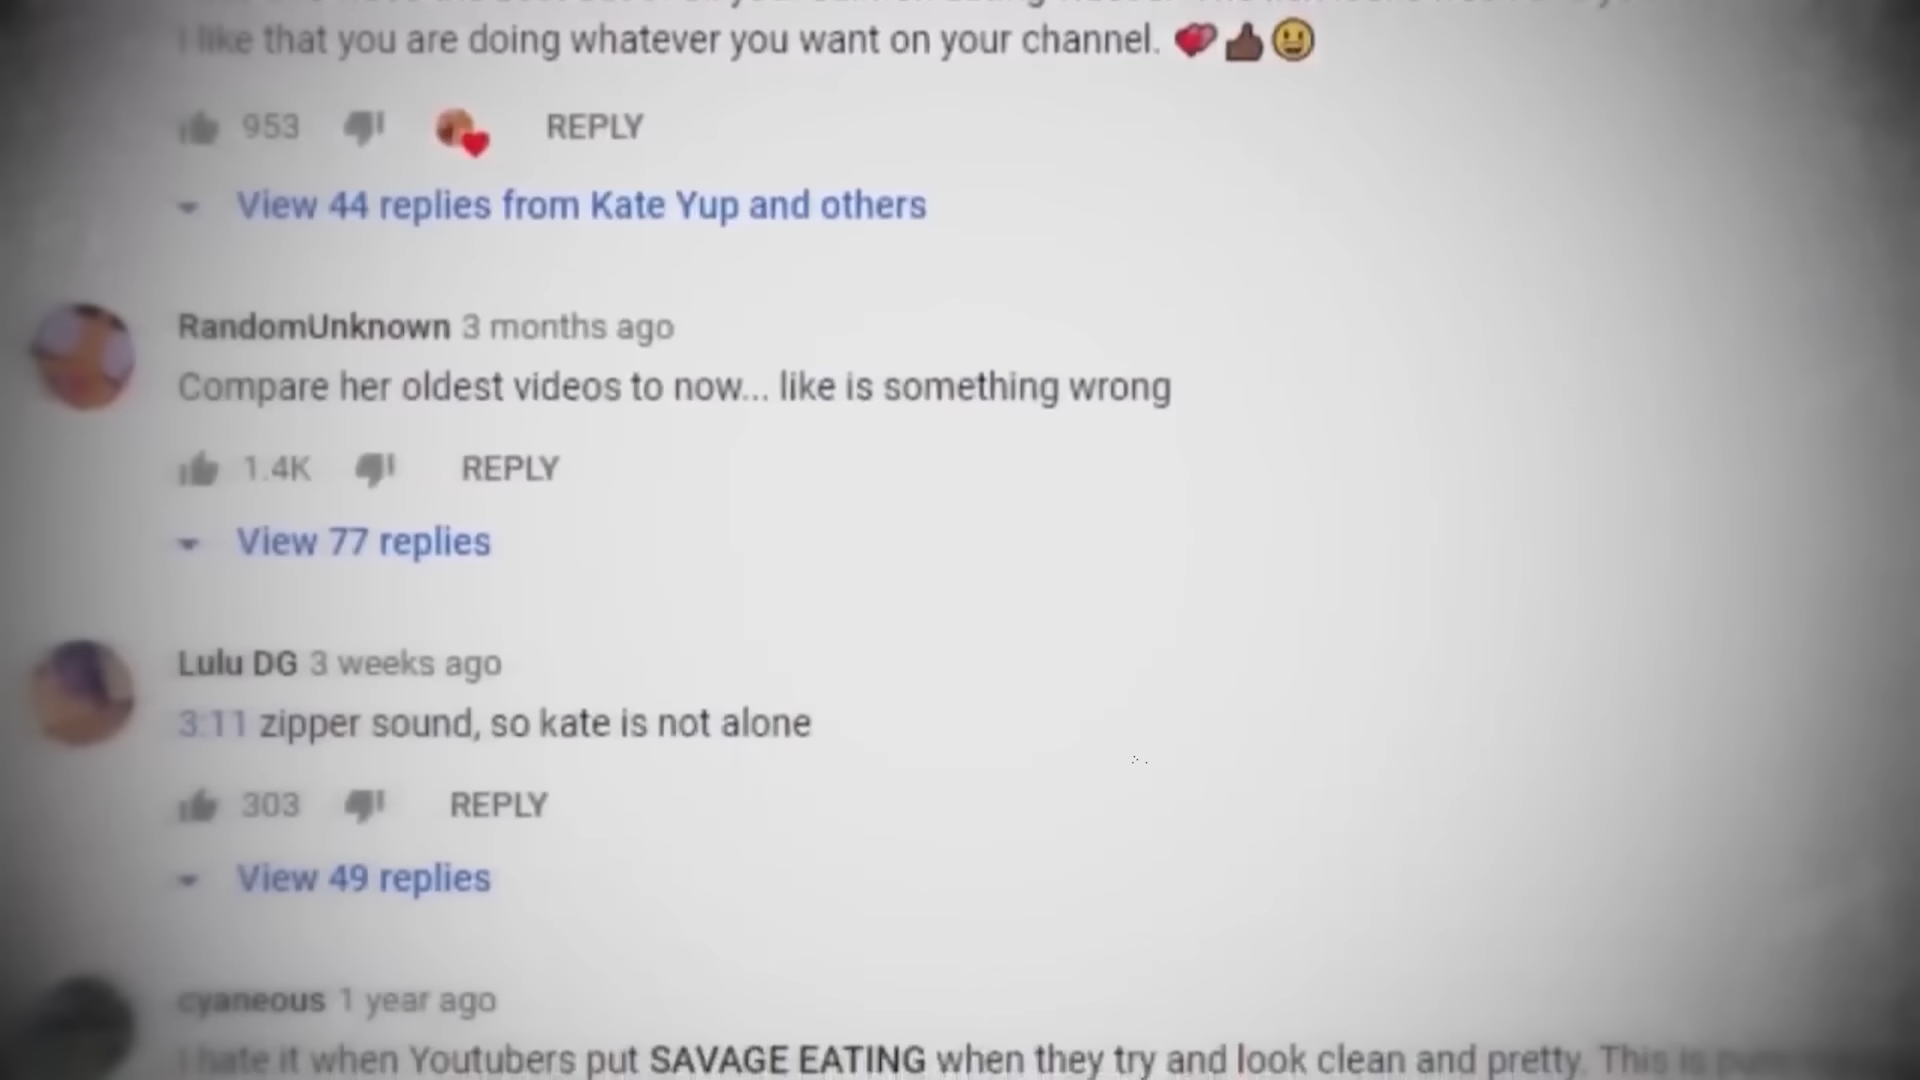 like that you are doing whatever you want on your channel. 💕👍🏾😃
953 REPLY
View 44 replies from Kate Yup and others
RandomUnknown 3 months ago
Compare her oldest videos to now... like is something wrong
1.4K REPLY
View 77 replies
Lulu DG 3 weeks ago
3:11 zipper sound, so kate is not alone
303 REPLY
View 49 replies
cyaneous 1 year ago
I hate it when Youtubers put SAVAGE EATING when they try and look clean and pretty. This is